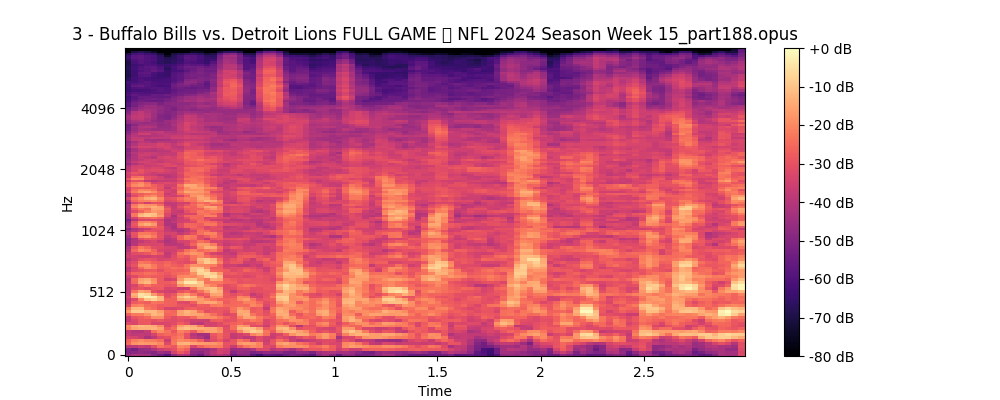 3 - Buffalo Bills vs. Detroit Lions FULL GAME ▯ NFL 2024 Season Week 15_part188.opus
+0 dB
-10 dB
-20 dB
-30 dB
-40 dB
-50 dB
-60 dB
-70 dB
-80 dB
4096
2048
1024
512
0
Hz
0
0.5
1
1.5
2
2.5
Time